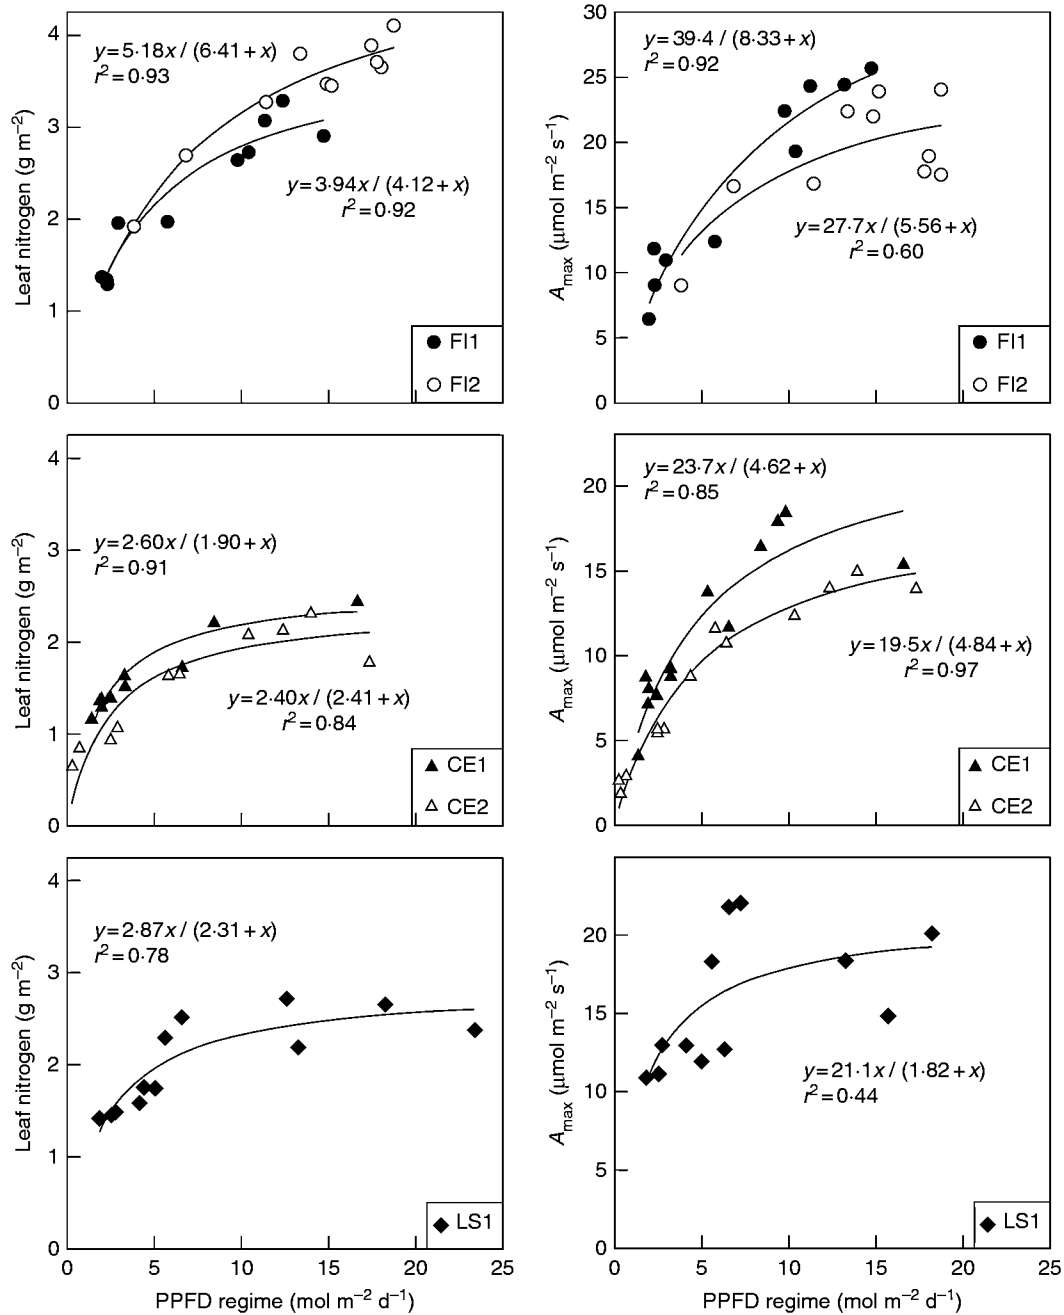 Leaf nitrogen (g m⁻²)
4
3
2
1
0
y=5·18x / (6·41+x)
r²=0·93
y=3·94x / (4·12+x)
r²=0·92
FI1
FI2
A_max (µmol m⁻² s⁻¹)
30
25
20
15
10
5
0
y=39·4 / (8·33+x)
r²=0·92
y=27·7x / (5·56+x)
r²=0·60
FI1
FI2
Leaf nitrogen (g m⁻²)
4
3
2
1
0
y=2·60x / (1·90+x)
r²=0·91
y=2·40x / (2·41+x)
r²=0·84
CE1
CE2
A_max (µmol m⁻² s⁻¹)
20
15
10
5
0
y=23·7x / (4·62+x)
r²=0·85
y=19·5x / (4·84+x)
r²=0·97
CE1
CE2
Leaf nitrogen (g m⁻²)
4
3
2
1
0
y=2·87x / (2·31+x)
r²=0·78
LS1
0 5 10 15 20 25
PPFD regime (mol m⁻² d⁻¹)
A_max (µmol m⁻² s⁻¹)
20
15
10
5
0
y=21·1x / (1·82+x)
r²=0·44
LS1
0 5 10 15 20 25
PPFD regime (mol m⁻² d⁻¹)